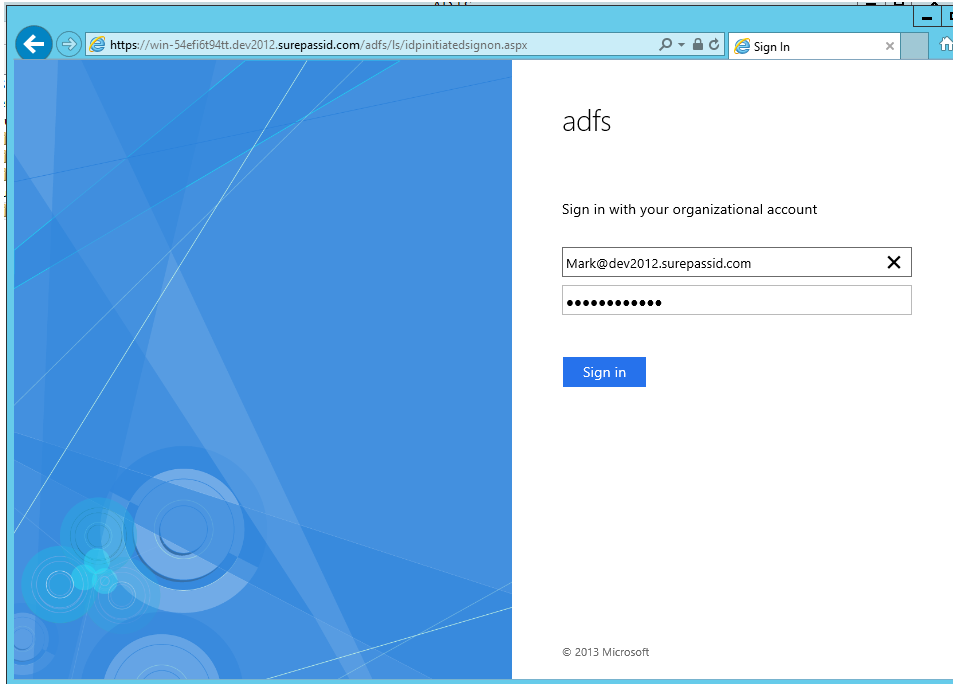 https://win-54efi6t94tt.dev2012.surepassid.com/adfs/ls/idpinitiatedsignon.aspx
Sign In
adfs
Sign in with your organizational account
Mark@dev2012.surepassid.com
Sign in
© 2013 Microsoft